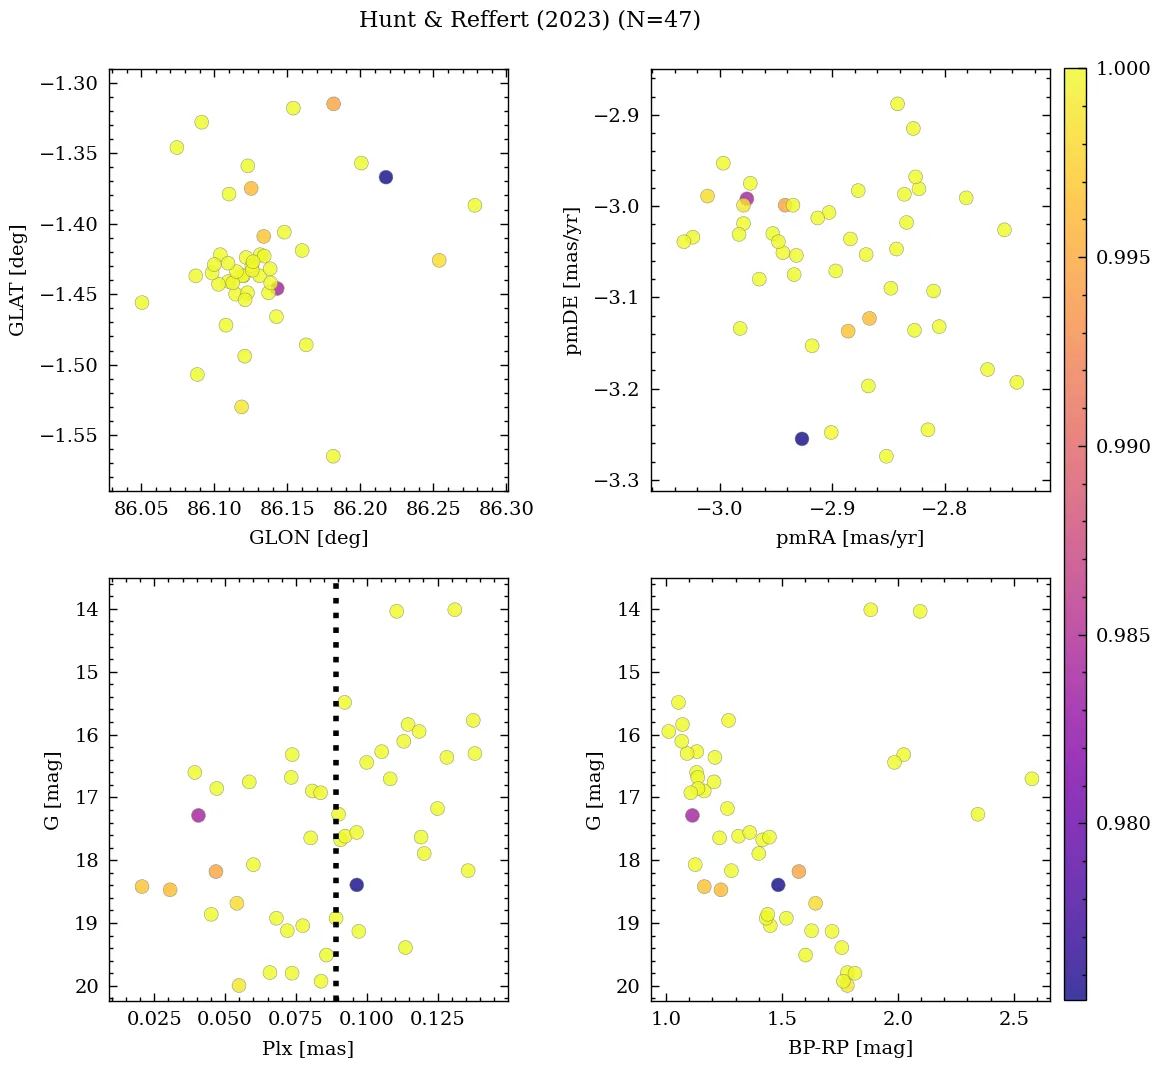 Hunt & Reffert (2023) (N=47)
−1.30
−1.35
−1.40
−1.45
−1.50
−1.55
GLAT [deg]
86.05 86.10 86.15 86.20 86.25 86.30
GLON [deg]
−2.9
−3.0
−3.1
−3.2
−3.3
pmDE [mas/yr]
−3.0 −2.9 −2.8
pmRA [mas/yr]
14
15
16
17
18
19
20
G [mag]
0.025 0.050 0.075 0.100 0.125
Plx [mas]
14
15
16
17
18
19
20
G [mag]
1.0 1.5 2.0 2.5
BP-RP [mag]
1.000
0.995
0.990
0.985
0.980